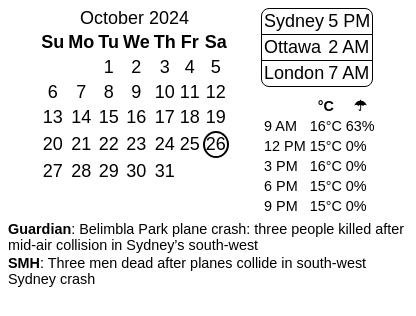 October 2024
Su Mo Tu We Th Fr Sa
1 2 3 4 5
6 7 8 9 10 11 12
13 14 15 16 17 18 19
20 21 22 23 24 25 26
27 28 29 30 31
Sydney 5 PM
Ottawa 2 AM
London 7 AM
°C ☂
9 AM 16°C 63%
12 PM 15°C 0%
3 PM 16°C 0%
6 PM 15°C 0%
9 PM 15°C 0%
Guardian: Belimbla Park plane crash: three people killed after
mid-air collision in Sydney’s south-west
SMH: Three men dead after planes collide in south-west
Sydney crash